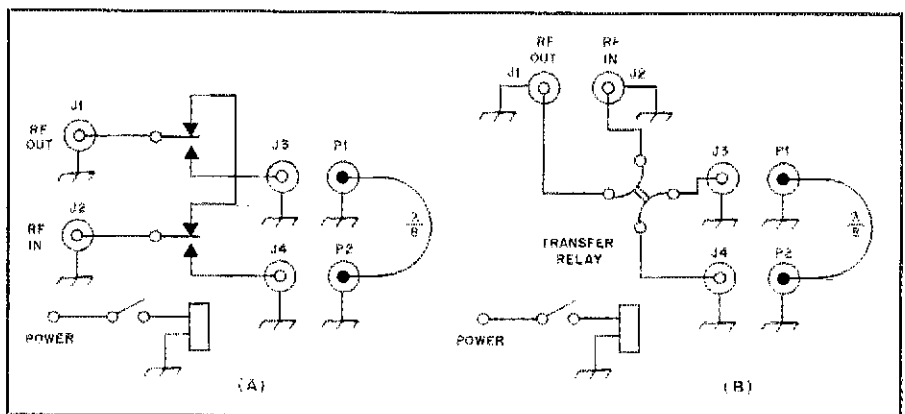 J1
RF
OUT
J2
RF
IN
J3
P1
J4
P2
λ/8
POWER
(A)
RF
OUT
RF
IN
J1
J2
J3
P1
TRANSFER
RELAY
J4
P2
λ/8
POWER
(B)